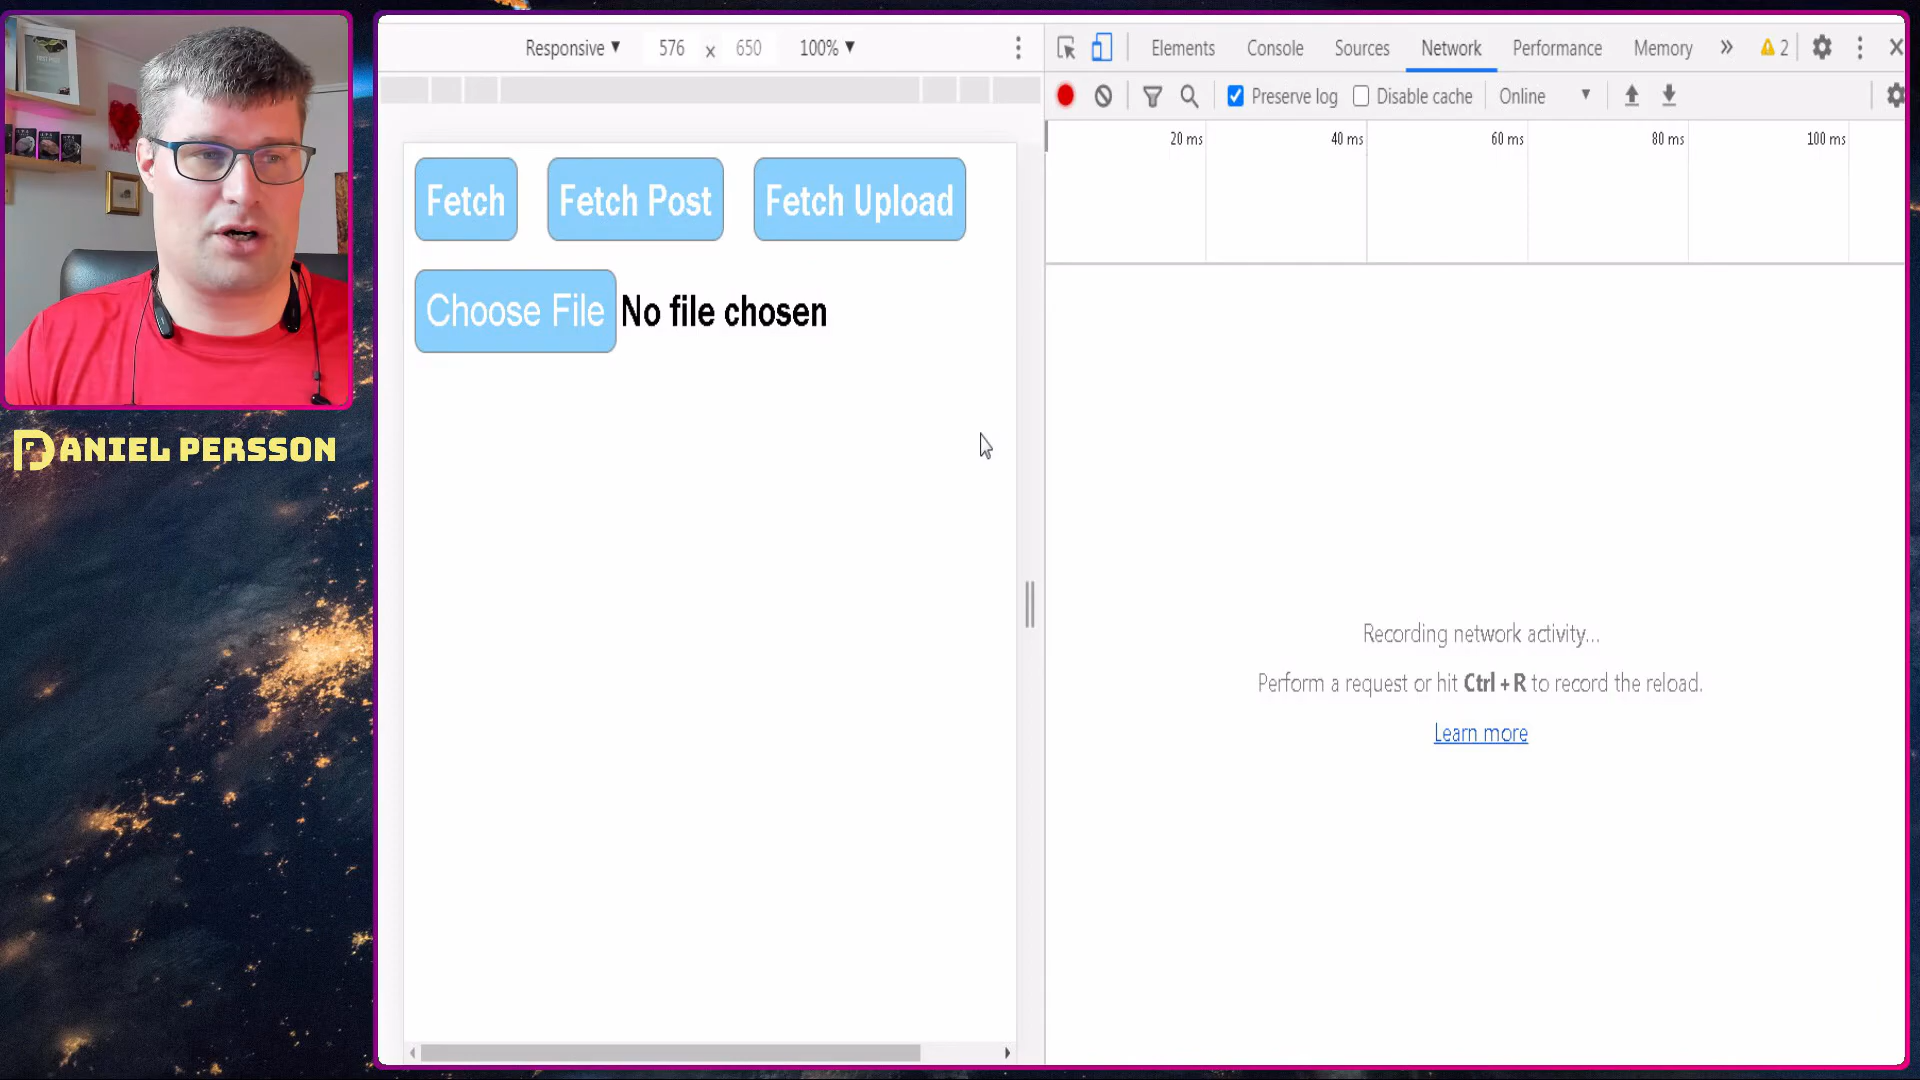 Responsive ▼ 576 x 650 100% ▼
Elements Console Sources Network Performance Memory » 2
Preserve log Disable cache Online ▼
20 ms 40 ms 60 ms 80 ms 100 ms
Fetch Fetch Post Fetch Upload
Choose File No file chosen
DANIEL PERSSON
Recording network activity...
Perform a request or hit Ctrl + R to record the reload.
Learn more